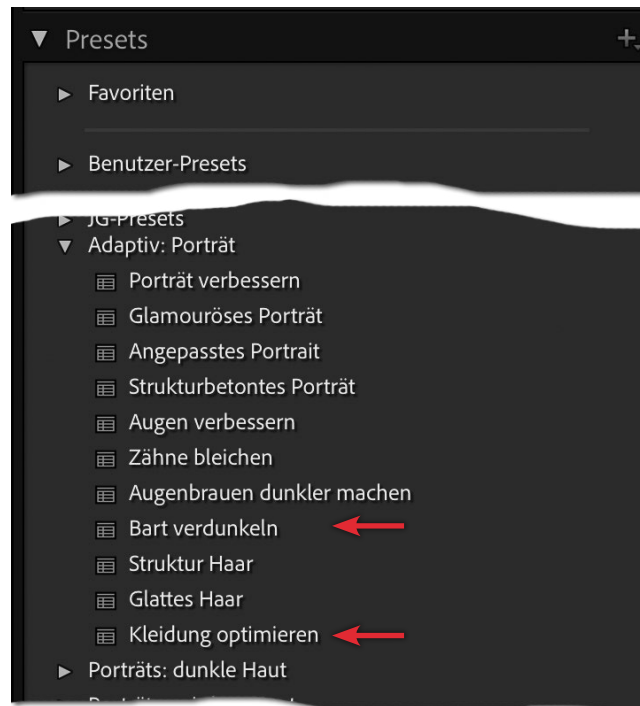 Presets
Favoriten
Benutzer-Presets
JG-Presets
Adaptiv: Porträt
Porträt verbessern
Glamouröses Porträt
Angepasstes Portrait
Strukturbetontes Porträt
Augen verbessern
Zähne bleichen
Augenbrauen dunkler machen
Bart verdunkeln
Struktur Haar
Glattes Haar
Kleidung optimieren
Porträts: dunkle Haut